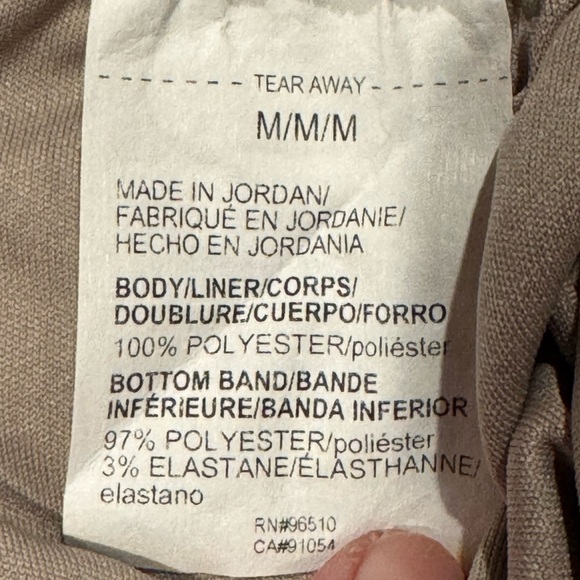 TEAR AWAY
M/M/M
MADE IN JORDAN/
FABRIQUÉ EN JORDANIE/
HECHO EN JORDANIA
BODY/LINER/CORPS/
DOUBLURE/CUERPO/FORRO
100% POLYESTER/poliéster
BOTTOM BAND/BANDE
INFÉRIEURE/BANDA INFERIOR
97% POLYESTER/poliéster
3% ELASTANE/ÉLASTHANNE/
elastano
RN#96510
CA#91054